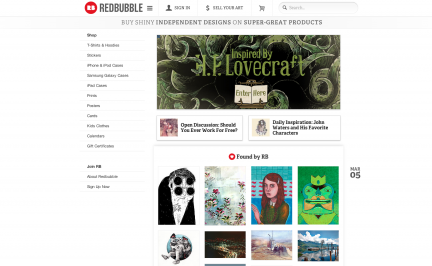 REDBUBBLE
SIGN IN
$ SELL YOUR ART
Search
BUY SHINY INDEPENDENT DESIGNS ON SUPER-GREAT PRODUCTS
Shop
T-Shirts & Hoodies
Stickers
iPhone & iPod Cases
Samsung Galaxy Cases
iPad Cases
Prints
Posters
Cards
Kids Clothes
Calendars
Gift Certificates
Join RB
About Redbubble
Sign Up Now
Inspired By
H.P. Lovecraft
Enter Here
Open Discussion: Should
You Ever Work For Free?
Daily Inspiration: John
Waters and His Favorite
Characters
Found by RB
MAR
05